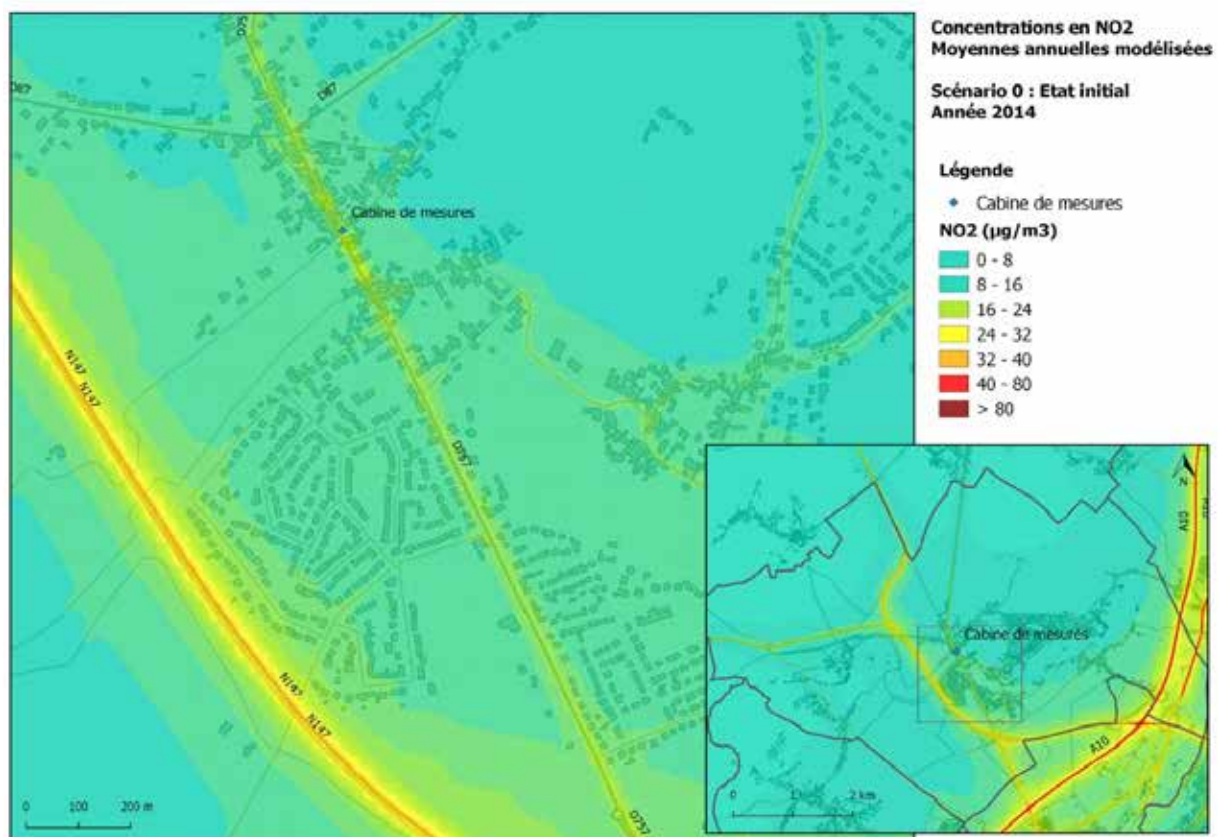 Concentrations en NO2
Moyennes annuelles modélisées
Scénario 0 : Etat initial
Année 2014
Légende
Cabine de mesures
NO2 (µg/m3)
0 - 8
8 - 16
16 - 24
24 - 32
32 - 40
40 - 80
> 80
D757
D87
D87
Cabine de mesures
N147
N147
D757
N147
N147
D757
0 100 200 m
N
A10
Cabine de mesures
A10
0 1 2 km